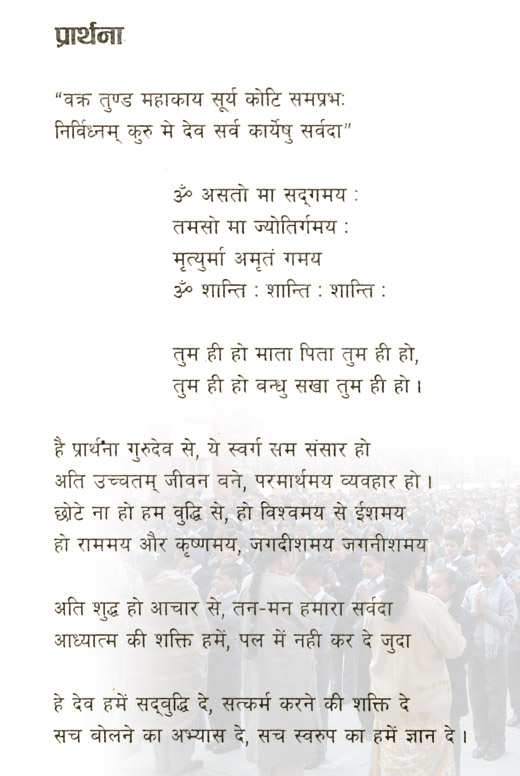 प्रार्थना
“वक्र तुण्ड महाकाय सूर्य कोटि समप्रभः
निर्विध्नम् कुरु मे देव सर्व कार्येषु सर्वदा”
ॐ असतो मा सद्गमय :
तमसो मा ज्योतिर्गमय :
मृत्युर्मा अमृतं गमय
ॐ शान्ति : शान्ति : शान्ति :
तुम ही हो माता पिता तुम ही हो,
तुम ही हो वन्धु सखा तुम ही हो ।
है प्रार्थना गुरुदेव से, ये स्वर्ग सम संसार हो
अति उच्चतम् जीवन वने, परमार्थमय व्यवहार हो ।
छोटे ना हो हम वुद्धि से, हो विश्वमय से ईशमय
हो राममय और कृष्णमय, जगदीशमय जगनीशमय
अति शुद्ध हो आचार से, तन-मन हमारा सर्वदा
आध्यात्म की शक्ति हमें, पल में नही कर दे जुदा
हे देव हमें सद्वुद्धि दे, सत्कर्म करने की शक्ति दे
सच बोलने का अभ्यास दे, सच स्वरुप का हमें ज्ञान दे ।